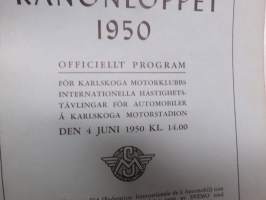 KANONLOPPET
1950
OFFICIELLT PROGRAM
FÖR KARLSKOGA MOTORKLUBBS
INTERNATIONELLA HASTIGHETS-
TÄVLINGAR FÖR AUTOMOBILER
Å KARLSKOGA MOTORSTADION
DEN 4 JUNI 1950 KL. 14.00